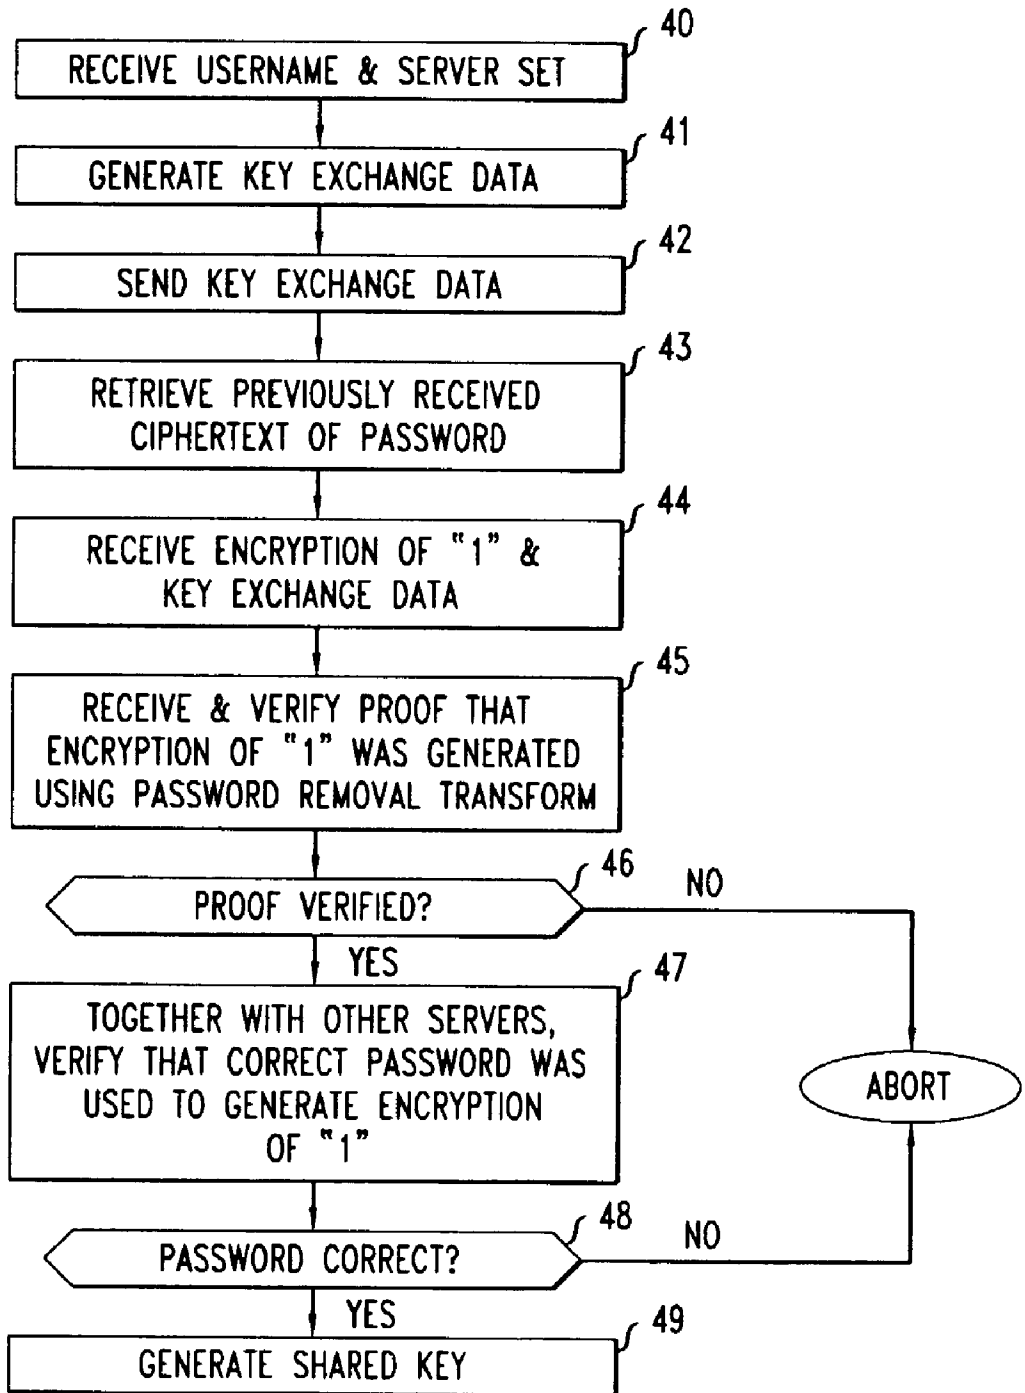 40
RECEIVE USERNAME & SERVER SET
41
GENERATE KEY EXCHANGE DATA
42
SEND KEY EXCHANGE DATA
43
RETRIEVE PREVIOUSLY RECEIVED
CIPHERTEXT OF PASSWORD
44
RECEIVE ENCRYPTION OF "1" &
KEY EXCHANGE DATA
45
RECEIVE & VERIFY PROOF THAT
ENCRYPTION OF "1" WAS GENERATED
USING PASSWORD REMOVAL TRANSFORM
46
PROOF VERIFIED?
NO
YES
47
TOGETHER WITH OTHER SERVERS,
VERIFY THAT CORRECT PASSWORD WAS
USED TO GENERATE ENCRYPTION
OF "1"
ABORT
48
PASSWORD CORRECT?
NO
YES
49
GENERATE SHARED KEY